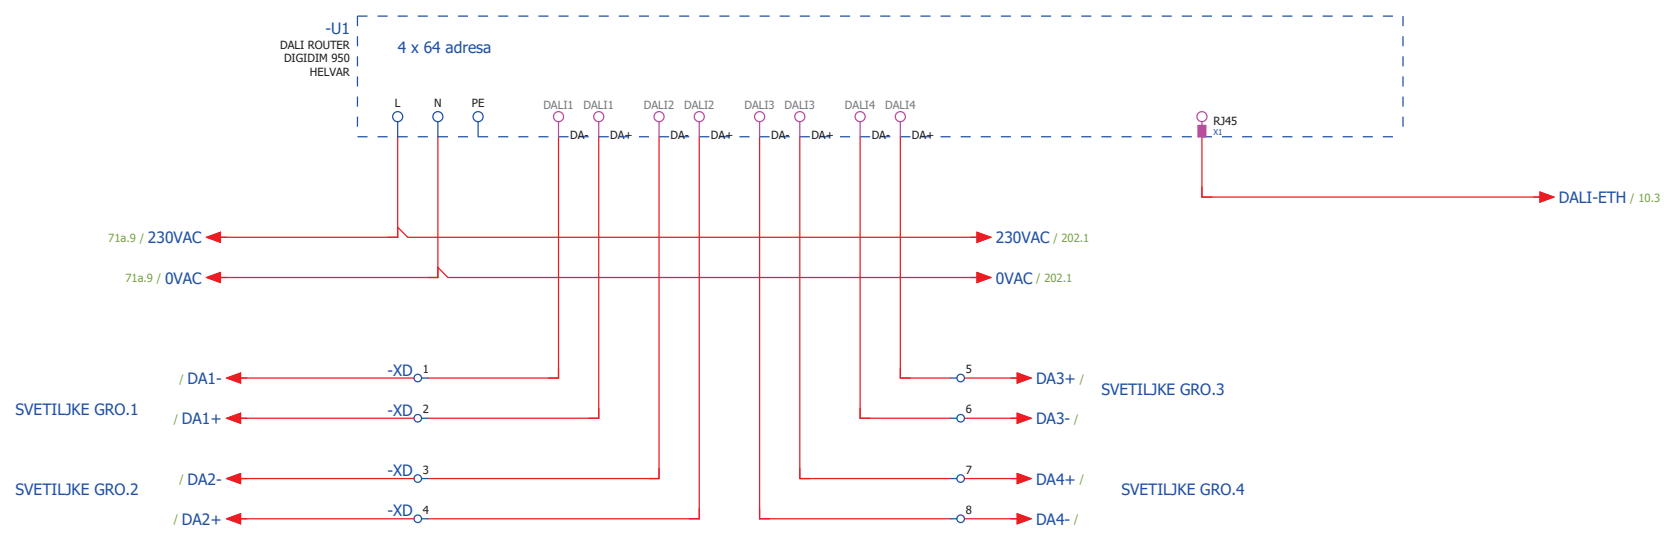 -U1
DALI ROUTER
DIGIDIM 950
HELVAR
4 x 64 adresa
L N PE DALI1 DALI1 DALI2 DALI2 DALI3 DALI3 DALI4 DALI4
DA- DA+ DA- DA+ DA- DA+ DA- DA+
RJ45
X1
DALI-ETH / 10.3
71a.9 / 230VAC 230VAC / 202.1
71a.9 / 0VAC 0VAC / 202.1
/ DA1- -XD 1 5 DA3+ /
SVETILJKE GRO.1 SVETILJKE GRO.3
/ DA1+ -XD 2 6 DA3- /
/ DA2- -XD 3 7 DA4+ /
SVETILJKE GRO.2 SVETILJKE GRO.4
/ DA2+ -XD 4 8 DA4- /